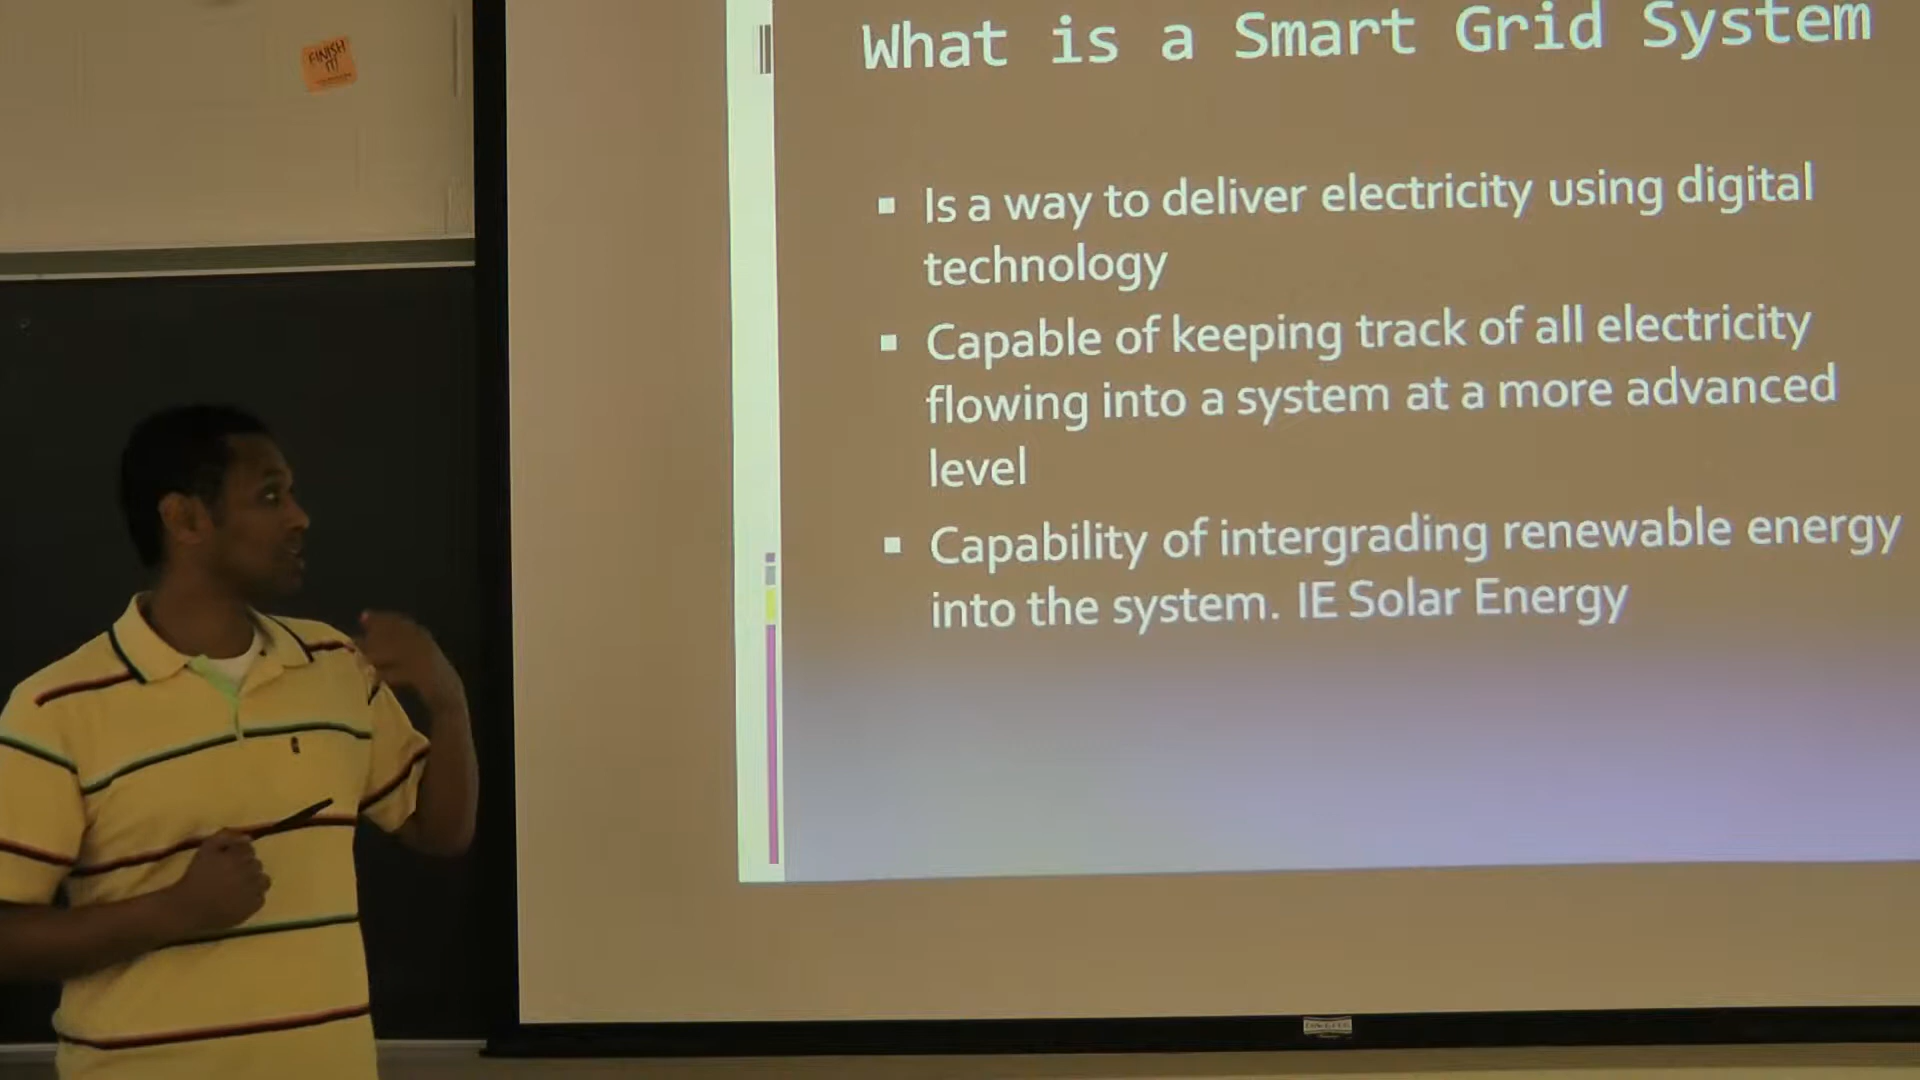 FINISH
IT!
What is a Smart Grid System
Is a way to deliver electricity using digital
technology
Capable of keeping track of all electricity
flowing into a system at a more advanced
level
Capability of intergrading renewable energy
into the system. IE Solar Energy